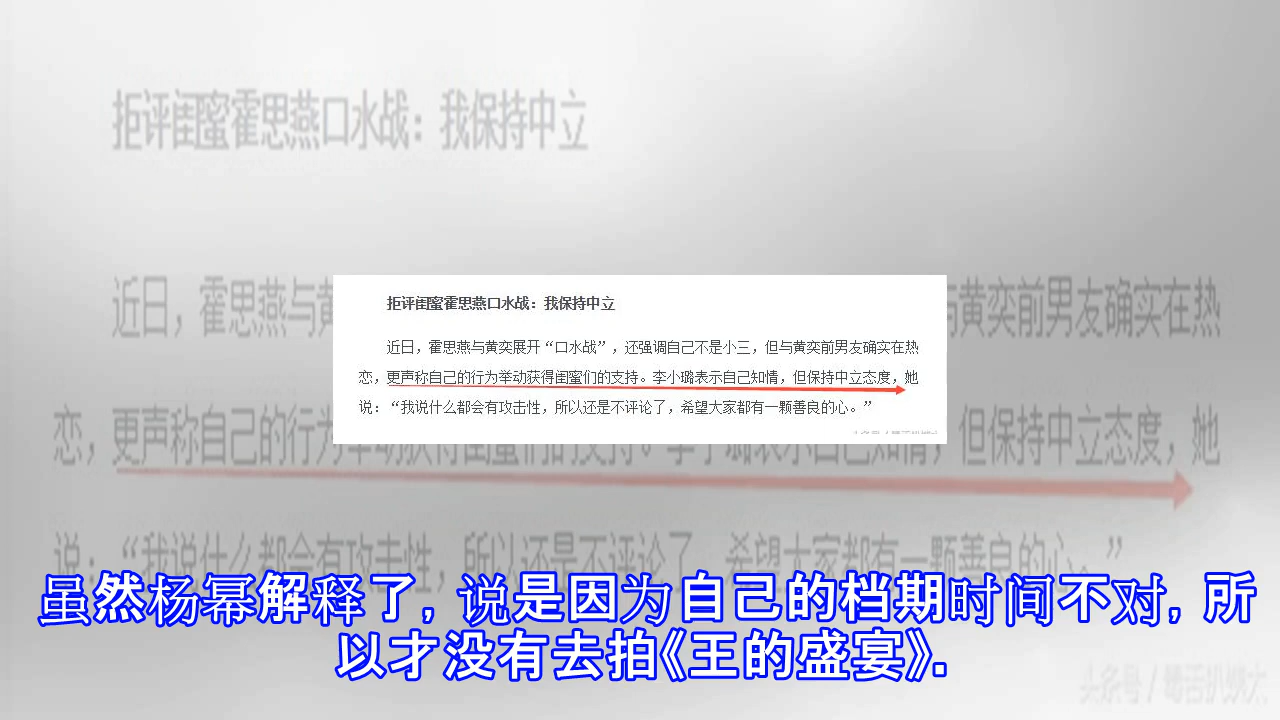 拒评闺蜜霍思燕口水战：我保持中立
近日，霍思燕与黄奕展开“口水战”，还强调自己不是小三，但与黄奕前男友确实在热
恋，更声称自己的行为举动获得闺蜜们的支持。李小璐表示自己知情，但保持中立态度，她
说：“我说什么都会有攻击性，所以还是不评论了，希望大家都有一颗善良的心。”
虽然杨幂解释了，说是因为自己的档期时间不对，所
以才没有去拍《王的盛宴》.